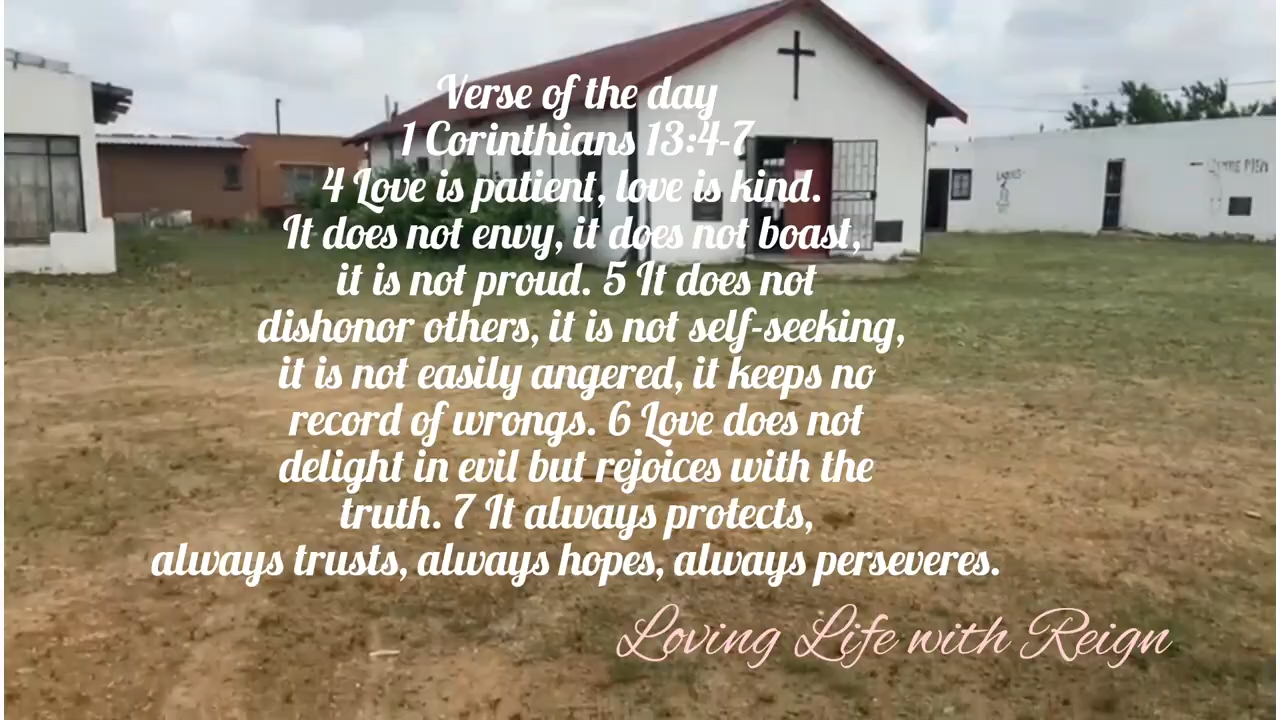 Verse of the day
1 Corinthians 13:4-7
4 Love is patient, love is kind.
It does not envy, it does not boast,
it is not proud. 5 It does not
dishonor others, it is not self-seeking,
it is not easily angered, it keeps no
record of wrongs. 6 Love does not
delight in evil but rejoices with the
truth. 7 It always protects,
always trusts, always hopes, always perseveres.
Loving Life with Reign
LADIES